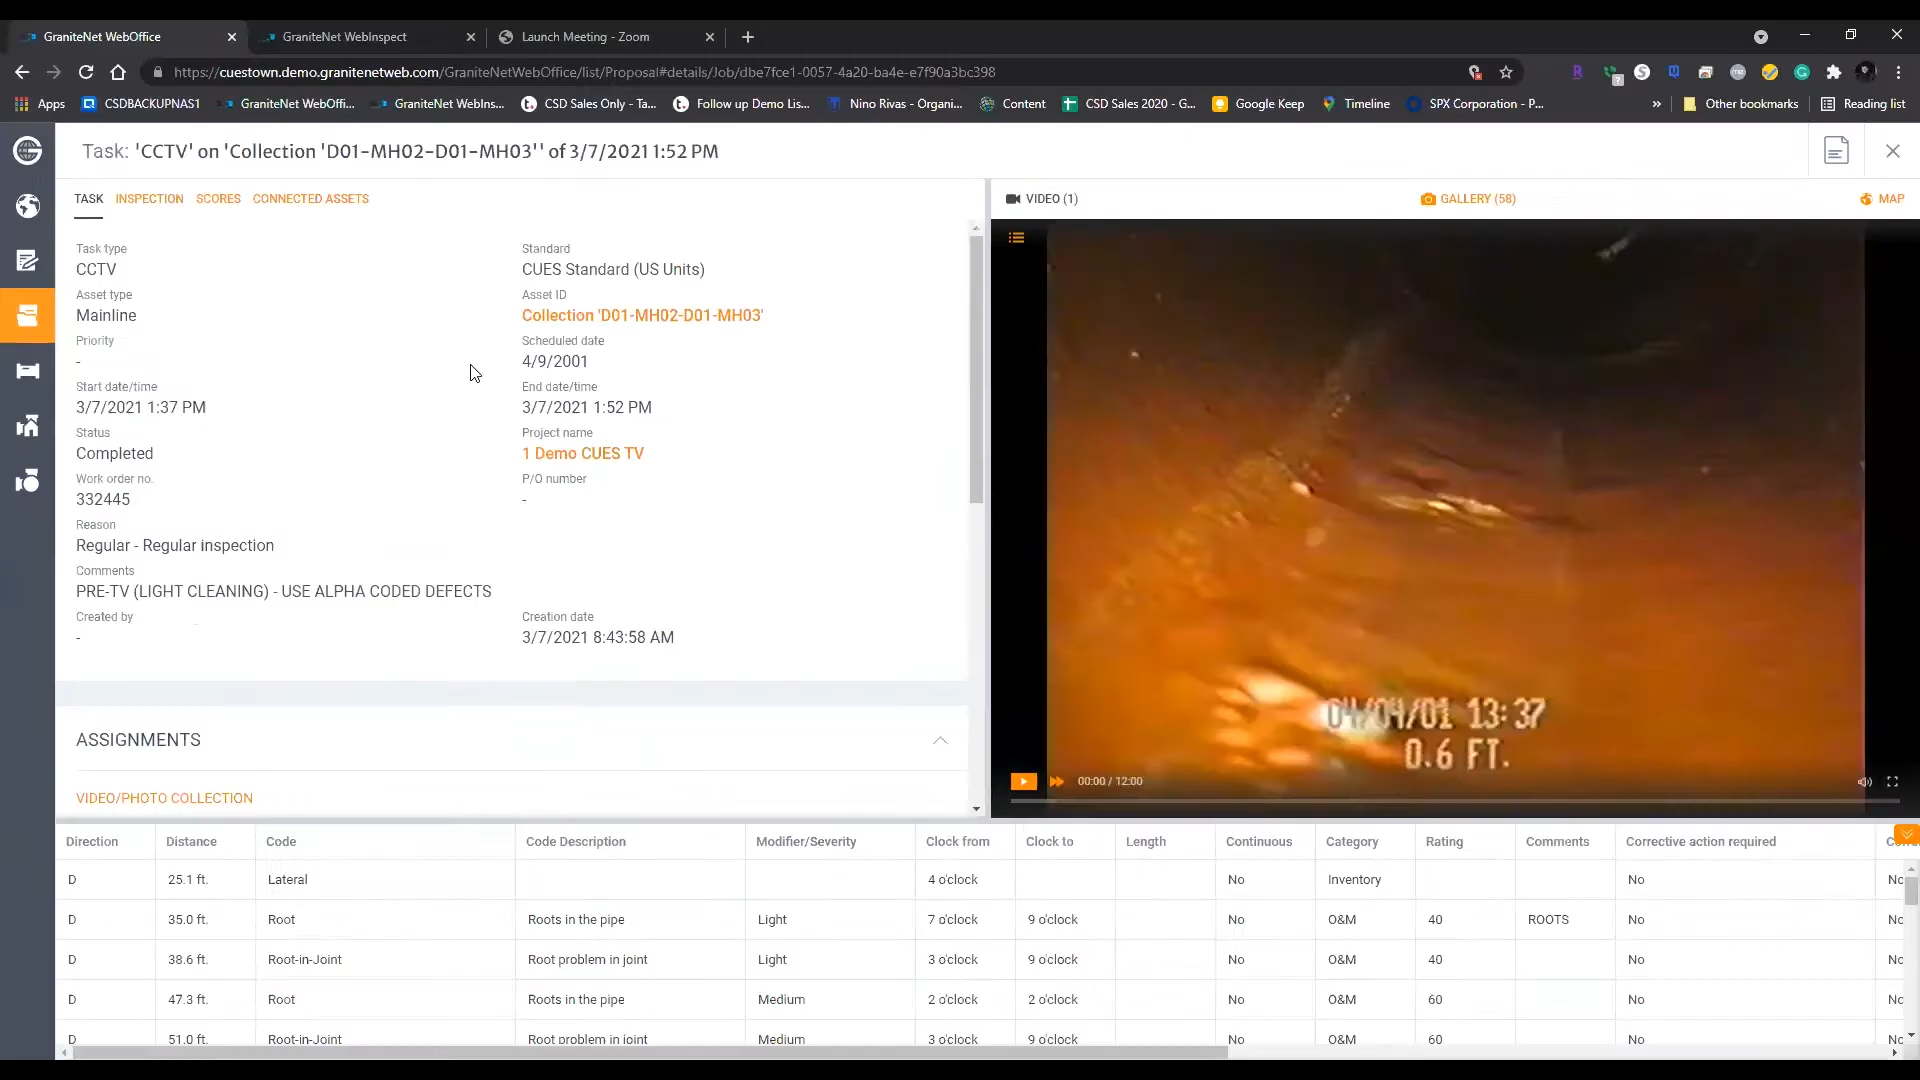 GraniteNet WebOffice
GraniteNet WebInspect
Launch Meeting - Zoom
https://cuestown.demo.granitenetweb.com/GraniteNetWebOffice/list/Proposal#details/Job/dbe7fce1-0057-4a20-ba4e-e7f90a3bc398
Apps CSDBACKUPNAS1 GraniteNet WebOffi... GraniteNet WebIns... CSD Sales Only - Ta... Follow up Demo Lis... Nino Rivas - Organi... Content CSD Sales 2020 - G... Google Keep Timeline SPX Corporation - P... » Other bookmarks Reading list
Task: 'CCTV' on 'Collection 'D01-MH02-D01-MH03'' of 3/7/2021 1:52 PM
TASK INSPECTION SCORES CONNECTED ASSETS
VIDEO (1) GALLERY (58) MAP
Task type Standard
CCTV CUES Standard (US Units)
Asset type Asset ID
Mainline Collection 'D01-MH02-D01-MH03'
Priority Scheduled date
- 4/9/2001
Start date/time End date/time
3/7/2021 1:37 PM 3/7/2021 1:52 PM
Status Project name
Completed 1 Demo CUES TV
Work order no. P/O number
332445 -
Reason
Regular - Regular inspection
Comments
PRE-TV (LIGHT CLEANING) - USE ALPHA CODED DEFECTS
Created by Creation date
- 3/7/2021 8:43:58 AM
ASSIGNMENTS
VIDEO/PHOTO COLLECTION
04/04/01 13:37
0.6 FT.
00:00 / 12:00
Direction Distance Code Code Description Modifier/Severity Clock from Clock to Length Continuous Category Rating Comments Corrective action required
D 25.1 ft. Lateral 4 o'clock No Inventory No No
D 35.0 ft. Root Roots in the pipe Light 7 o'clock 9 o'clock No O&M 40 ROOTS No No
D 38.6 ft. Root-in-Joint Root problem in joint Light 3 o'clock 9 o'clock No O&M 40 No No
D 47.3 ft. Root Roots in the pipe Medium 2 o'clock 2 o'clock No O&M 60 No No
D 51.0 ft. Root-in-Joint Root problem in joint Medium 3 o'clock 9 o'clock No O&M 60 No No